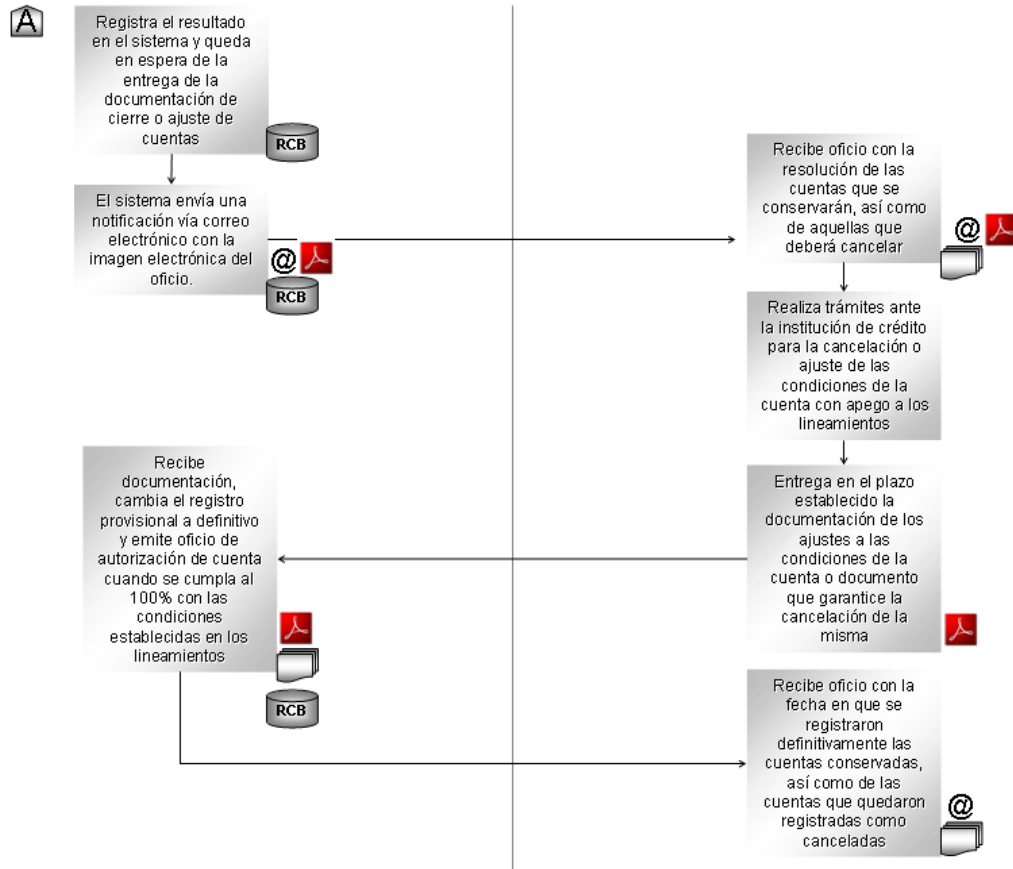 A
Registra el resultado
en el sistema y queda
en espera de la
entrega de la
documentación de
cierre o ajuste de
cuentas
RCB
El sistema envía una
notificación vía correo
electrónico con la
imagen electrónica del
oficio.
@
RCB
Recibe oficio con la
resolución de las
cuentas que se
conservarán, así como
de aquellas que
deberá cancelar
@
Realiza trámites ante
la institución de crédito
para la cancelación o
ajuste de las
condiciones de la
cuenta con apego a los
lineamientos
Entrega en el plazo
establecido la
documentación de los
ajustes a las
condiciones de la
cuenta o documento
que garantice la
cancelación de la
misma
Recibe
documentación,
cambia el registro
provisional a definitivo
y emite oficio de
autorización de cuenta
cuando se cumpla al
100% con las
condiciones
establecidas en los
lineamientos
RCB
Recibe oficio con la
fecha en que se
registraron
definitivamente las
cuentas conservadas,
así como de las
cuentas que quedaron
registradas como
canceladas
@